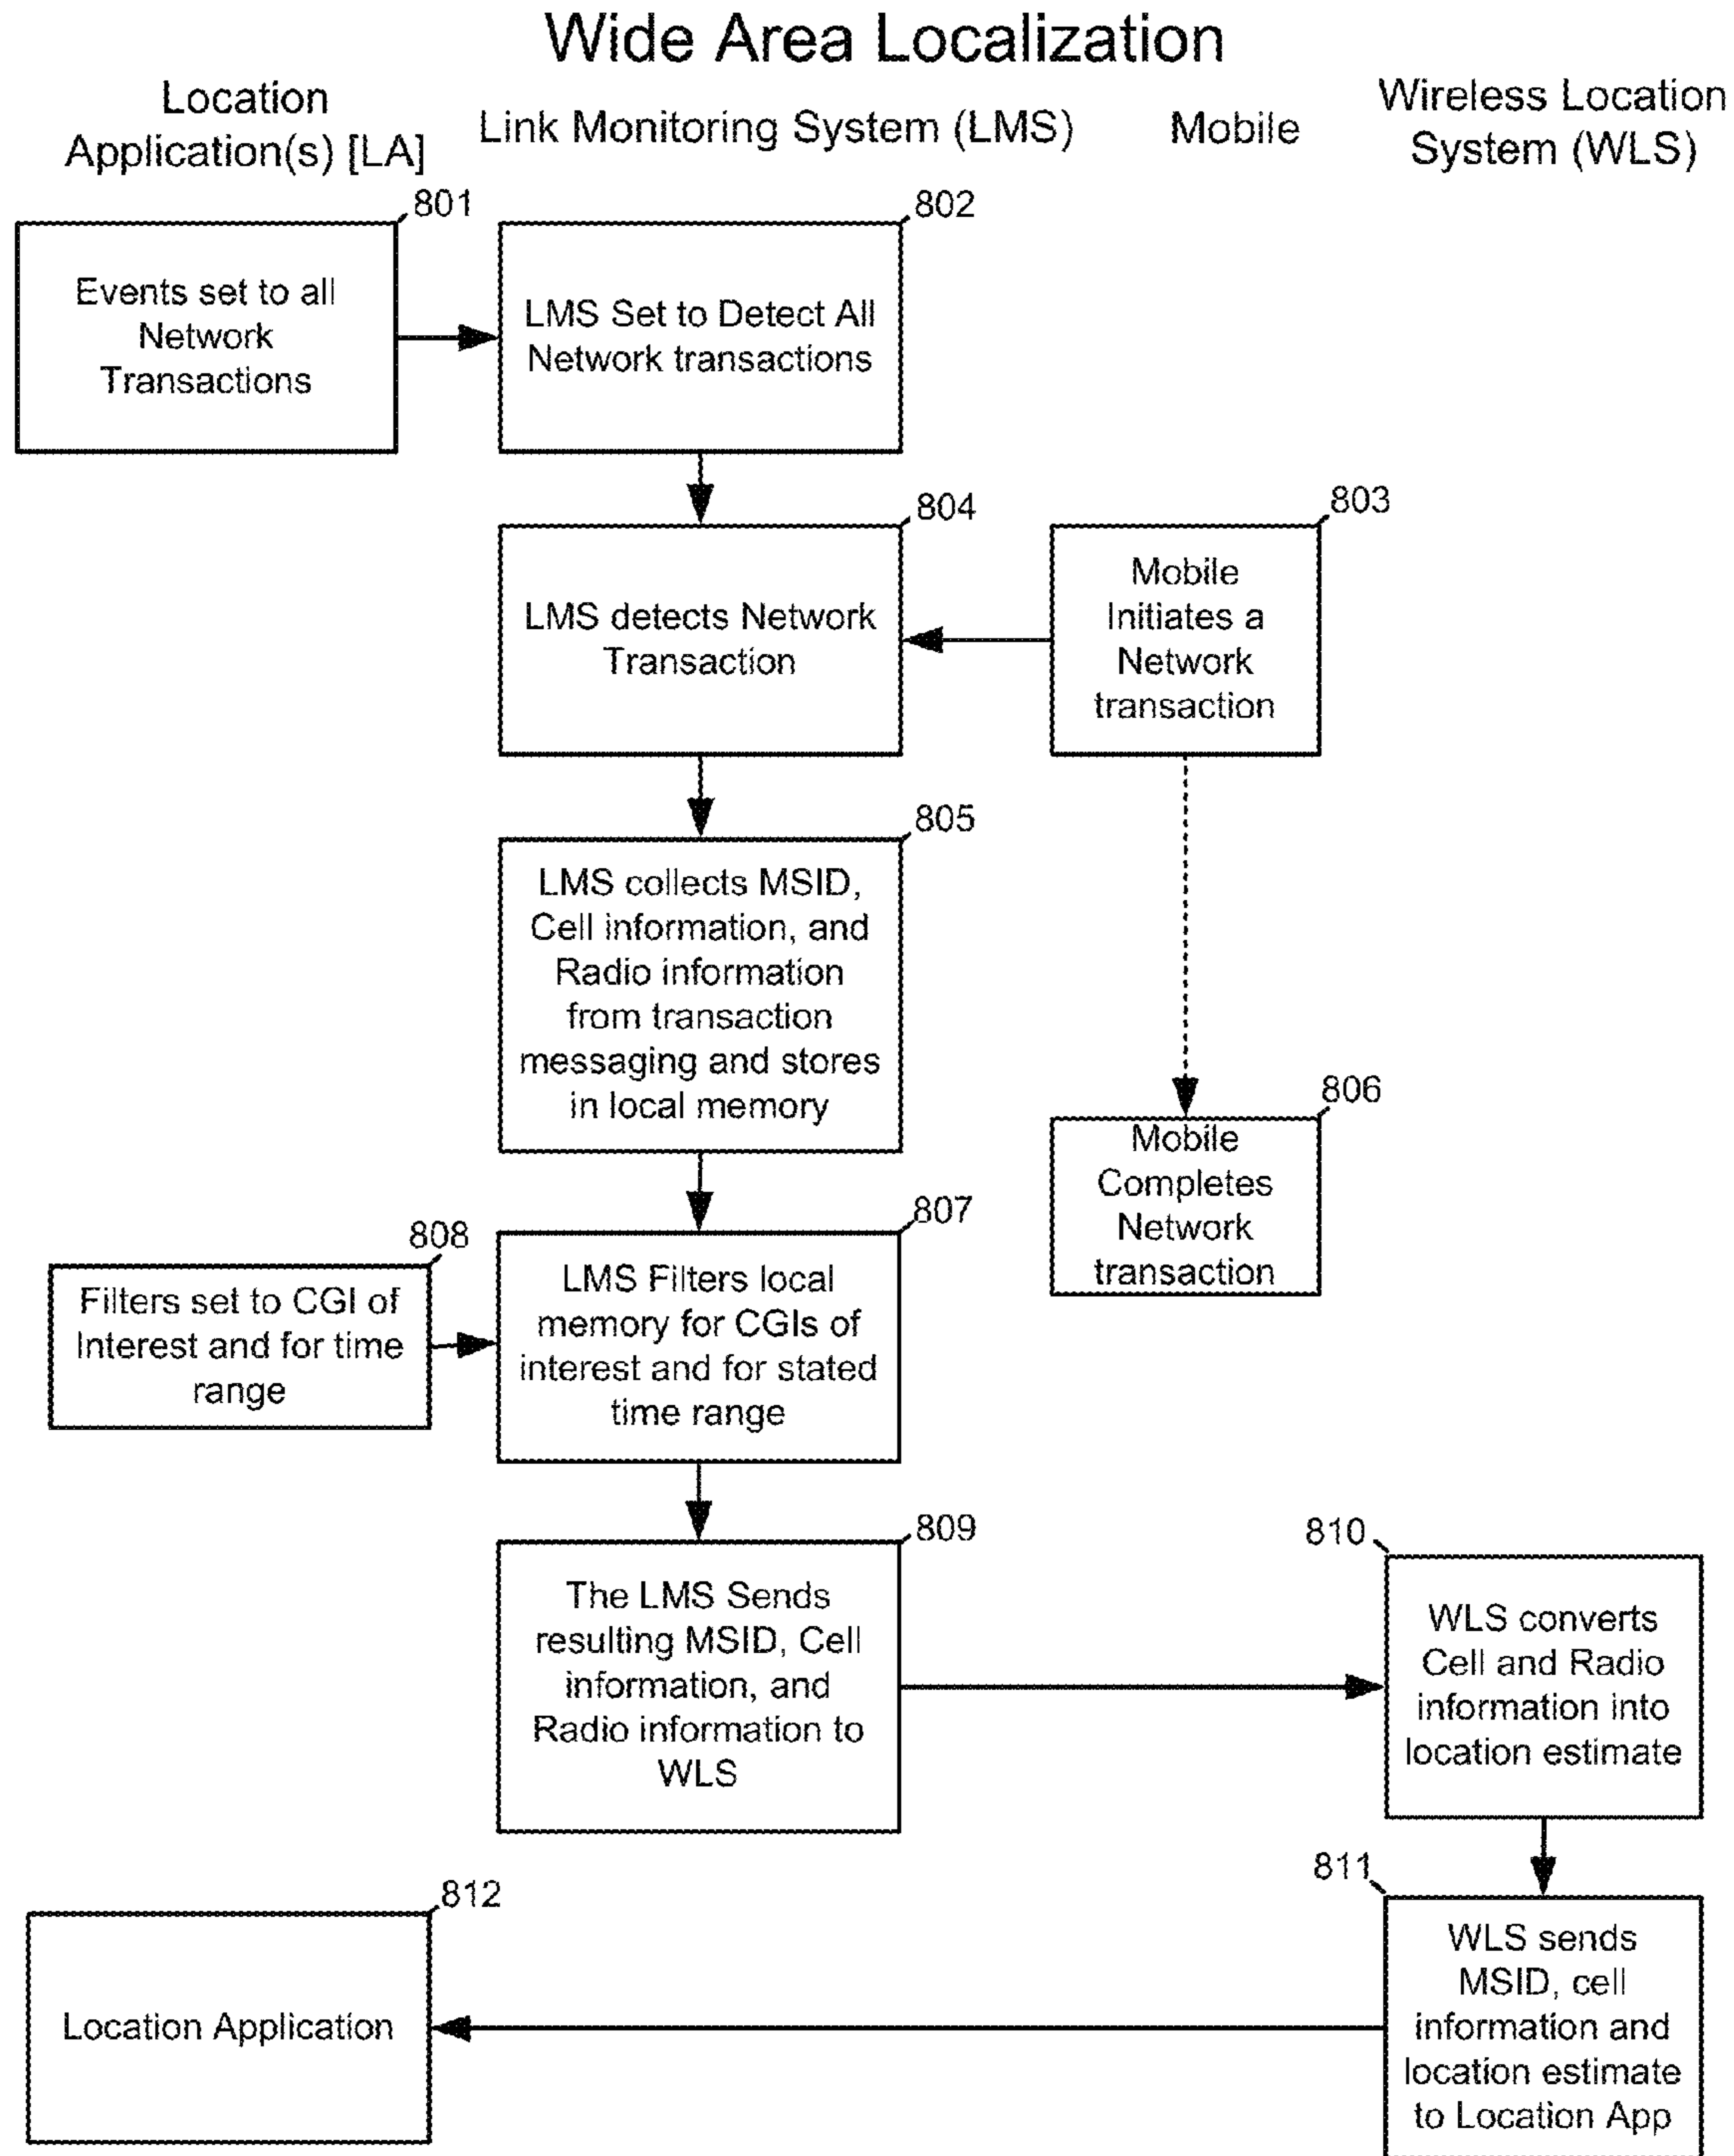 Wide Area Localization
Location
Application(s) [LA]
Link Monitoring System (LMS)
Mobile
Wireless Location
System (WLS)
801
Events set to all
Network
Transactions
802
LMS Set to Detect All
Network transactions
804
LMS detects Network
Transaction
803
Mobile
Initiates a
Network
transaction
805
LMS collects MSID,
Cell information, and
Radio information
from transaction
messaging and stores
in local memory
806
Mobile
Completes
Network
transaction
808
Filters set to CGI of
Interest and for time
range
807
LMS Filters local
memory for CGIs of
interest and for stated
time range
809
The LMS Sends
resulting MSID, Cell
information, and
Radio information to
WLS
810
WLS converts
Cell and Radio
information into
location estimate
811
WLS sends
MSID, cell
information and
location estimate
to Location App
812
Location Application